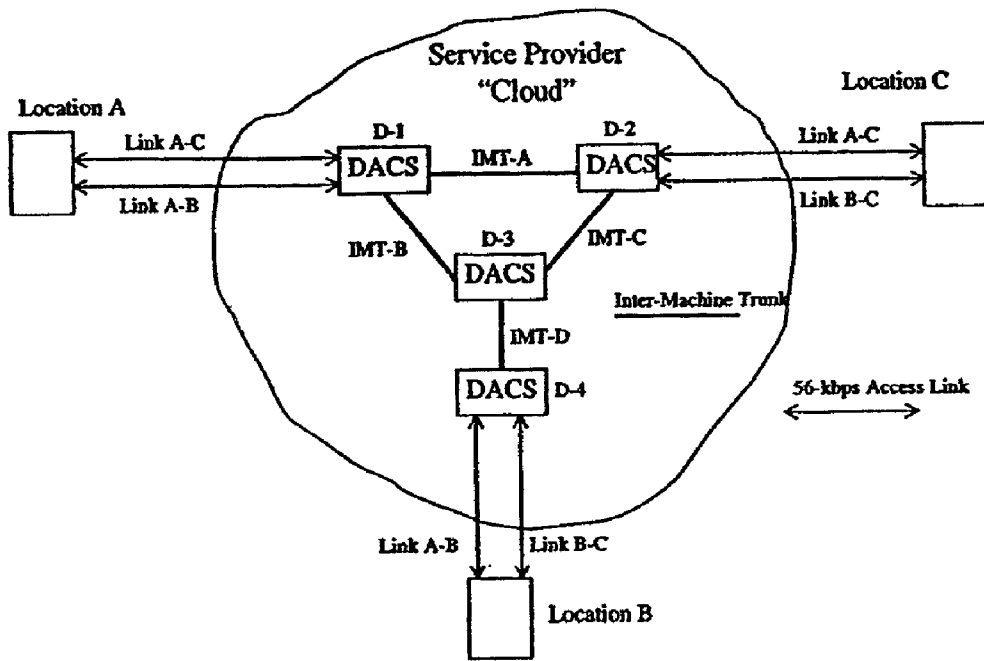 Service Provider
"Cloud"
Location A
Location C
D-1
D-2
Link A-C
DACS
IMT-A
DACS
Link A-C
Link A-B
Link B-C
IMT-B
D-3
IMT-C
DACS
Inter-Machine Trunk
IMT-D
DACS
D-4
56-kbps Access Link
Link A-B
Link B-C
Location B